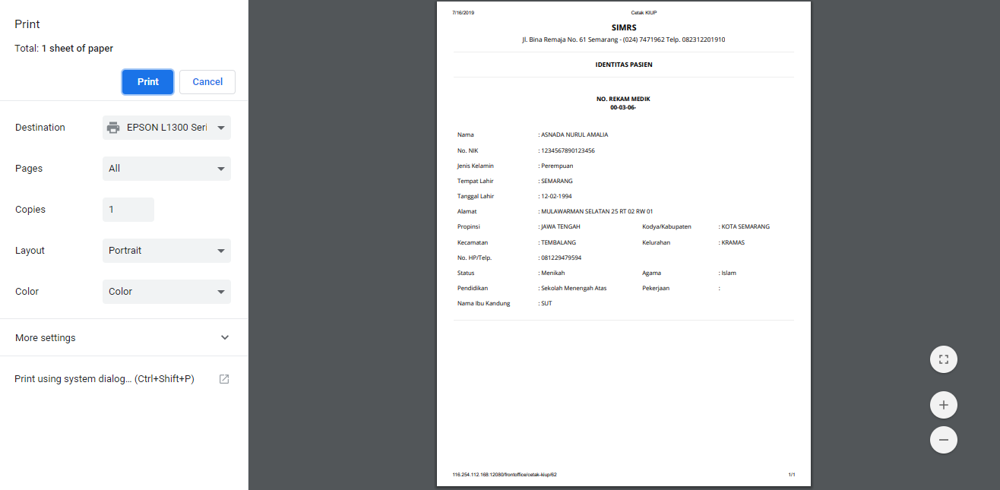 Print
Total: 1 sheet of paper
Print Cancel
Destination EPSON L1300 Seri
Pages All
Copies 1
Layout Portrait
Color Color
More settings
Print using system dialog... (Ctrl+Shift+P)
7/16/2019 Cetak KIUP
SIMRS
Jl. Bina Remaja No. 61 Semarang - (024) 7471962 Telp. 082312201910
IDENTITAS PASIEN
NO. REKAM MEDIK
00-03-06-
Nama : ASNADA NURUL AMALIA
No. NIK : 1234567890123456
Jenis Kelamin : Perempuan
Tempat Lahir : SEMARANG
Tanggal Lahir : 12-02-1994
Alamat : MULAWARMAN SELATAN 25 RT 02 RW 01
Propinsi : JAWA TENGAH Kodya/Kabupaten : KOTA SEMARANG
Kecamatan : TEMBALANG Kelurahan : KRAMAS
No. HP/Telp. : 081229479594
Status : Menikah Agama : Islam
Pendidikan : Sekolah Menengah Atas Pekerjaan :
Nama Ibu Kandung : SUT
116.254.112.168:12080/frontoffice/cetak-kiup/62 1/1